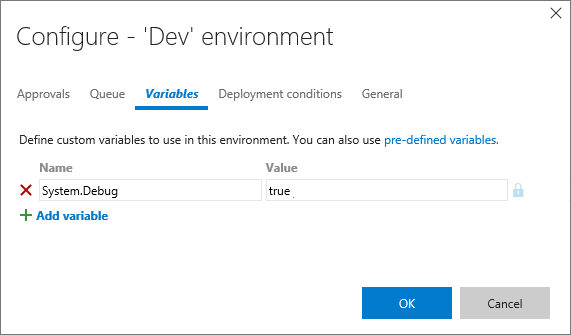 Configure - 'Dev' environment
Approvals Queue Variables Deployment conditions General
Define custom variables to use in this environment. You can also use pre-defined variables.
Name Value
System.Debug true
Add variable
OK Cancel